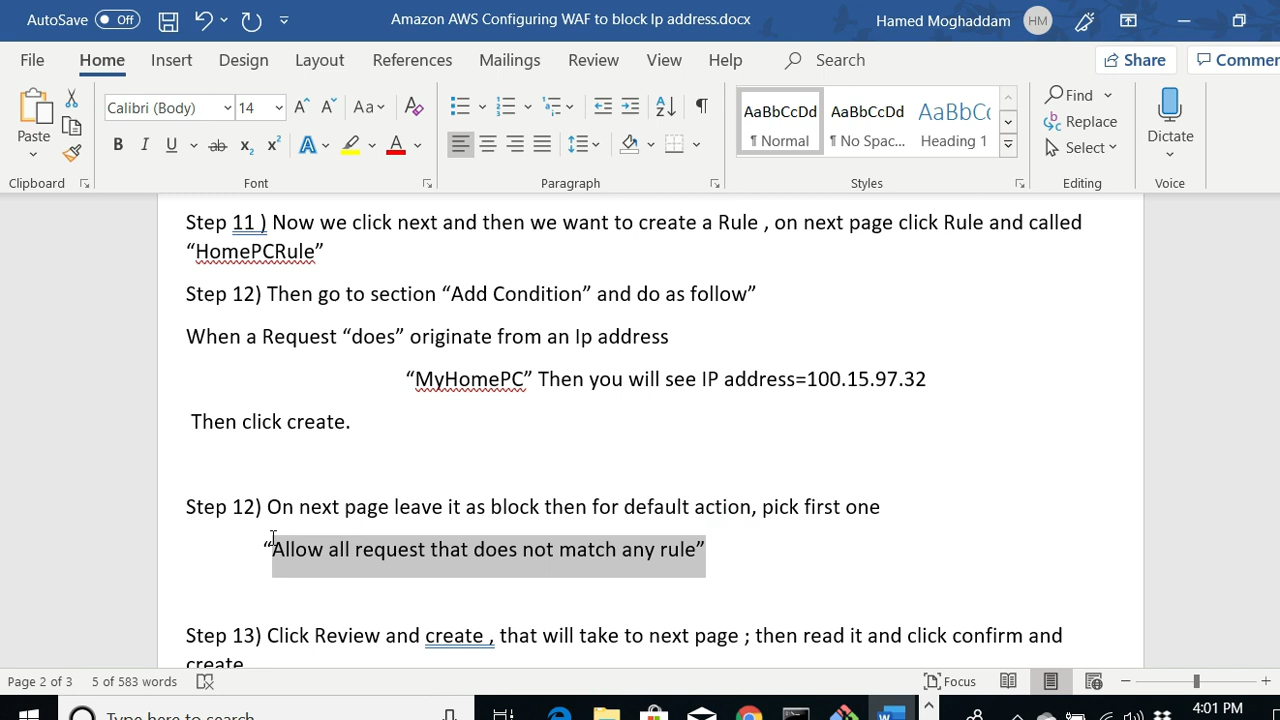 AutoSave Off Amazon AWS Configuring WAF to block Ip address.docx Hamed Moghaddam HM
File Home Insert Design Layout References Mailings Review View Help Search Share Commer
Paste Calibri (Body) 14 Aa AaBbCcDd AaBbCcDd AaBbCc Find Dictate
¶ Normal ¶ No Spac... Heading 1 Replace
Select
Clipboard Font Paragraph Styles Editing Voice
Step 11 ) Now we click next and then we want to create a Rule , on next page click Rule and called
“HomePCRule”
Step 12) Then go to section “Add Condition” and do as follow”
When a Request “does” originate from an Ip address
“MyHomePC” Then you will see IP address=100.15.97.32
Then click create.
Step 12) On next page leave it as block then for default action, pick first one
“Allow all request that does not match any rule”
Step 13) Click Review and create , that will take to next page ; then read it and click confirm and
create
Page 2 of 3 5 of 583 words Focus
Type here to search 4:01 PM